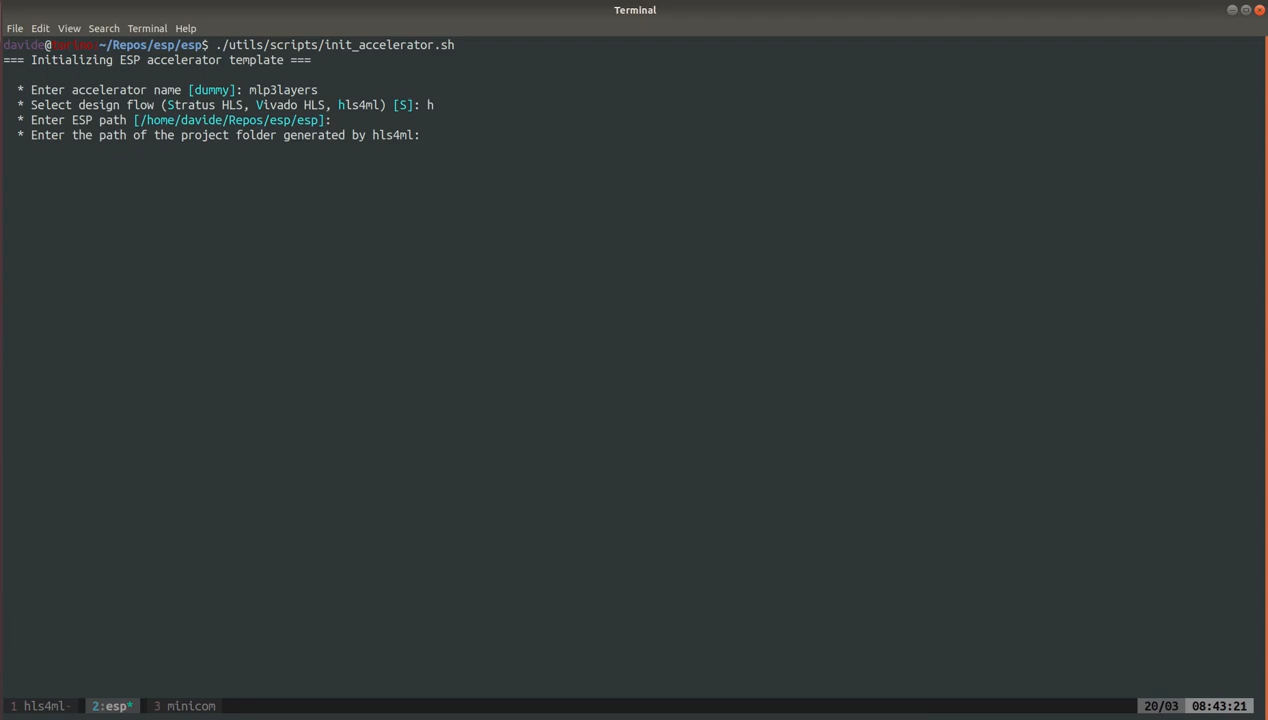 Terminal
File Edit View Search Terminal Help
davide@torino:~/Repos/esp/esp$ ./utils/scripts/init_accelerator.sh
=== Initializing ESP accelerator template ===
* Enter accelerator name [dummy]: mlp3layers
* Select design flow (Stratus HLS, Vivado HLS, hls4ml) [S]: h
* Enter ESP path [/home/davide/Repos/esp/esp]:
* Enter the path of the project folder generated by hls4ml:
1 hls4ml- 2:esp* 3 minicom 20/03 08:43:21